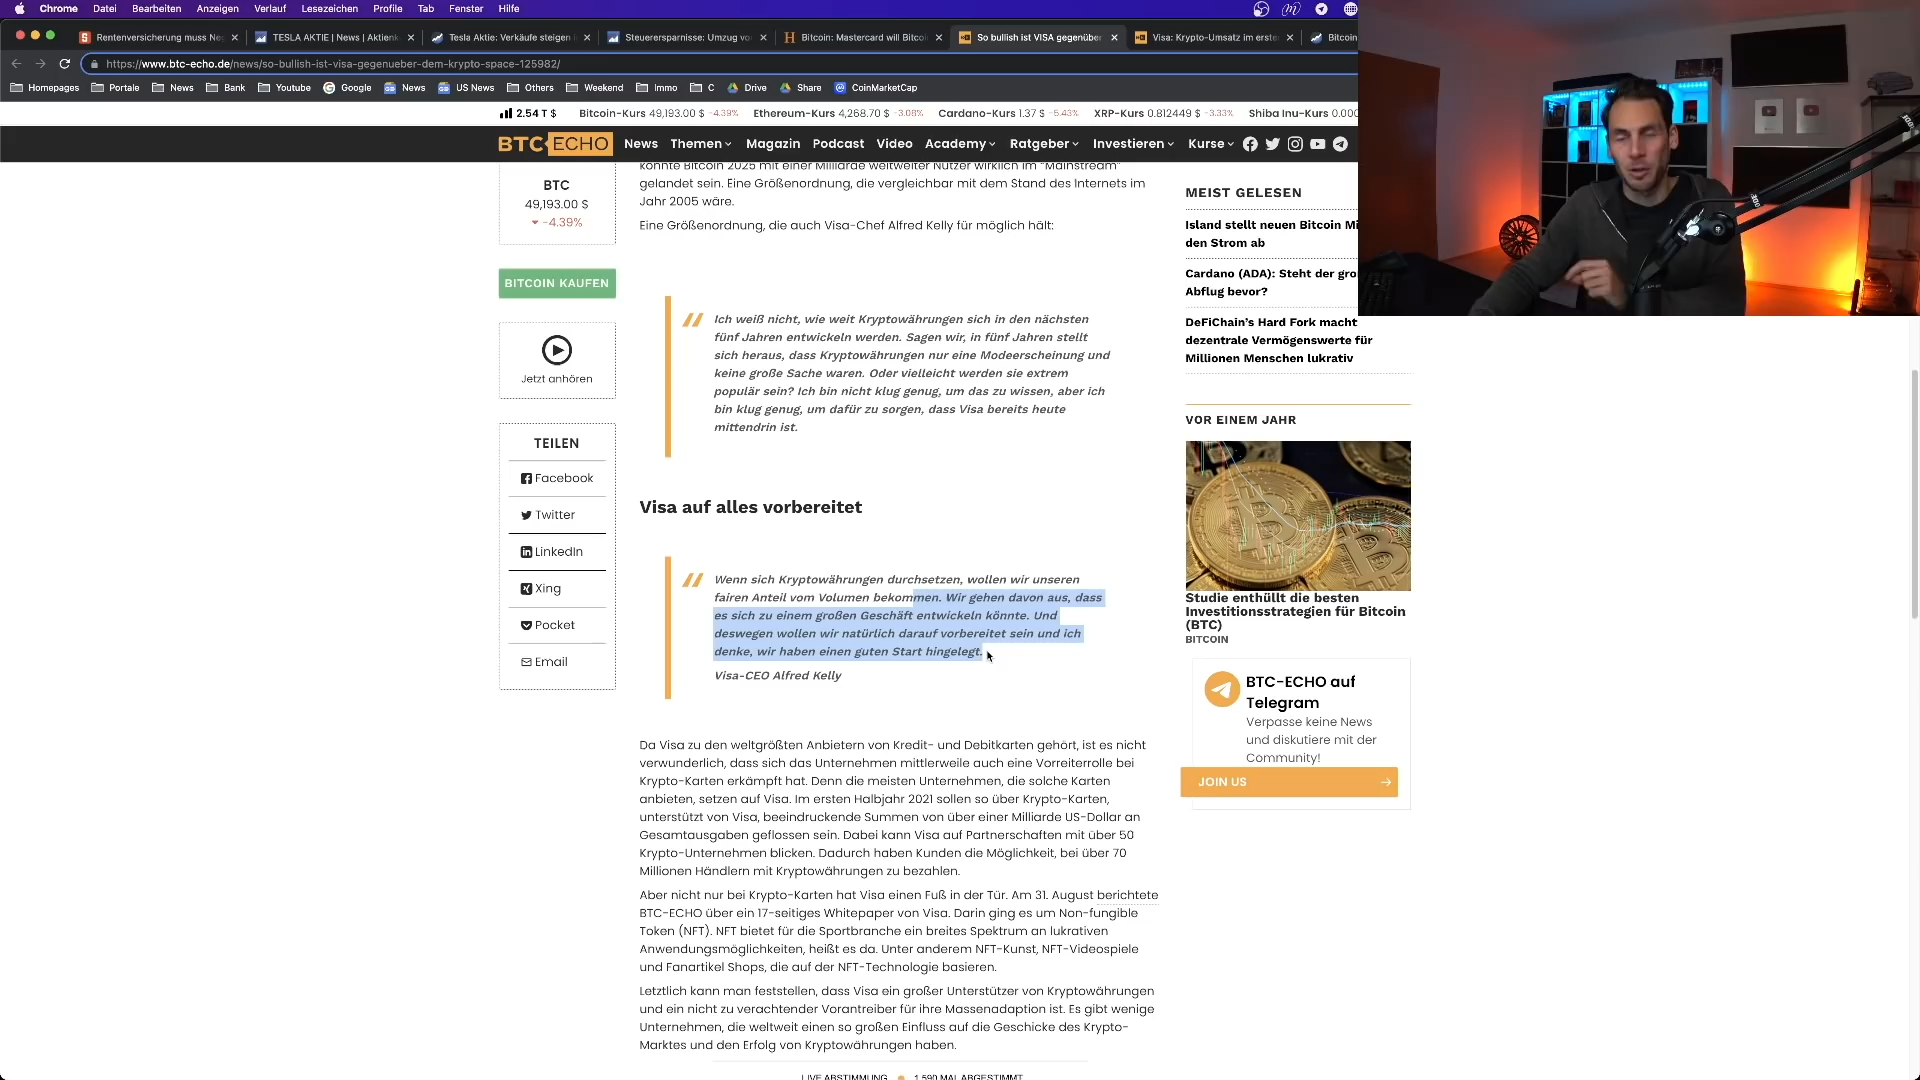 Chrome Datei Bearbeiten Anzeigen Verlauf Lesezeichen Profile Tab Fenster Hilfe
Rentenversicherung muss Ne
TESLA AKTIE | News | Aktienk
Tesla Aktie: Verkäufe steigen
Steuerersparnisse: Umzug vo
Bitcoin: Mastercard will Bitcoi
So bullish ist VISA gegenüber
Visa: Krypto-Umsatz im erste
Bitcoin
https://www.btc-echo.de/news/so-bullish-ist-visa-gegenueber-dem-krypto-space-125982/
Homepages Portale News Bank Youtube Google News US News Others Weekend Immo C Drive Share CoinMarketCap
2.54 T $ Bitcoin-Kurs 49,193.00 $ -4.39% Ethereum-Kurs 4,268.70 $ -3.08% Cardano-Kurs 1.37 $ -5.43% XRP-Kurs 0.812449 $ -3.33% Shiba Inu-Kurs 0.000
BTC-ECHO News Themen Magazin Podcast Video Academy Ratgeber Investieren Kurse
BTC
49,193.00 $
-4.39%
BITCOIN KAUFEN
Jetzt anhören
TEILEN
Facebook
Twitter
LinkedIn
Xing
Pocket
Email
könnte Bitcoin 2025 mit einer Milliarde weltweiter Nutzer wirklich im "Mainstream"
gelandet sein. Eine Größenordnung, die vergleichbar mit dem Stand des Internets im
Jahr 2005 wäre.
Eine Größenordnung, die auch Visa-Chef Alfred Kelly für möglich hält:
Ich weiß nicht, wie weit Kryptowährungen sich in den nächsten
fünf Jahren entwickeln werden. Sagen wir, in fünf Jahren stellt
sich heraus, dass Kryptowährungen nur eine Modeerscheinung und
keine große Sache waren. Oder vielleicht werden sie extrem
populär sein? Ich bin nicht klug genug, um das zu wissen, aber ich
bin klug genug, um dafür zu sorgen, dass Visa bereits heute
mittendrin ist.
Visa auf alles vorbereitet
Wenn sich Kryptowährungen durchsetzen, wollen wir unseren
fairen Anteil vom Volumen bekommen. Wir gehen davon aus, dass
es sich zu einem großen Geschäft entwickeln könnte. Und
deswegen wollen wir natürlich darauf vorbereitet sein und ich
denke, wir haben einen guten Start hingelegt.
Visa-CEO Alfred Kelly
Da Visa zu den weltgrößten Anbietern von Kredit- und Debitkarten gehört, ist es nicht
verwunderlich, dass sich das Unternehmen mittlerweile auch eine Vorreiterrolle bei
Krypto-Karten erkämpft hat. Denn die meisten Unternehmen, die solche Karten
anbieten, setzen auf Visa. Im ersten Halbjahr 2021 sollen so über Krypto-Karten,
unterstützt von Visa, beeindruckende Summen von über einer Milliarde US-Dollar an
Gesamtausgaben geflossen sein. Dabei kann Visa auf Partnerschaften mit über 50
Krypto-Unternehmen blicken. Dadurch haben Kunden die Möglichkeit, bei über 70
Millionen Händlern mit Kryptowährungen zu bezahlen.
Aber nicht nur bei Krypto-Karten hat Visa einen Fuß in der Tür. Am 31. August berichtete
BTC-ECHO über ein 17-seitiges Whitepaper von Visa. Darin ging es um Non-fungible
Token (NFT). NFT bietet für die Sportbranche ein breites Spektrum an lukrativen
Anwendungsmöglichkeiten, heißt es da. Unter anderem NFT-Kunst, NFT-Videospiele
und Fanartikel Shops, die auf der NFT-Technologie basieren.
Letztlich kann man feststellen, dass Visa ein großer Unterstützer von Kryptowährungen
und ein nicht zu verachtender Vorantreiber für ihre Massenadaption ist. Es gibt wenige
Unternehmen, die weltweit einen so großen Einfluss auf die Geschicke des Krypto-
Marktes und den Erfolg von Kryptowährungen haben.
LIVE ABSTIMMUNG 1.590 MAL ABGESTIMMT
MEIST GELESEN
Island stellt neuen Bitcoin Mi
den Strom ab
Cardano (ADA): Steht der gro
Abflug bevor?
DeFiChain's Hard Fork macht
dezentrale Vermögenswerte für
Millionen Menschen lukrativ
VOR EINEM JAHR
Studie enthüllt die besten
Investitionsstrategien für Bitcoin
(BTC)
BITCOIN
BTC-ECHO auf
Telegram
Verpasse keine News
und diskutiere mit der
Community!
JOIN US